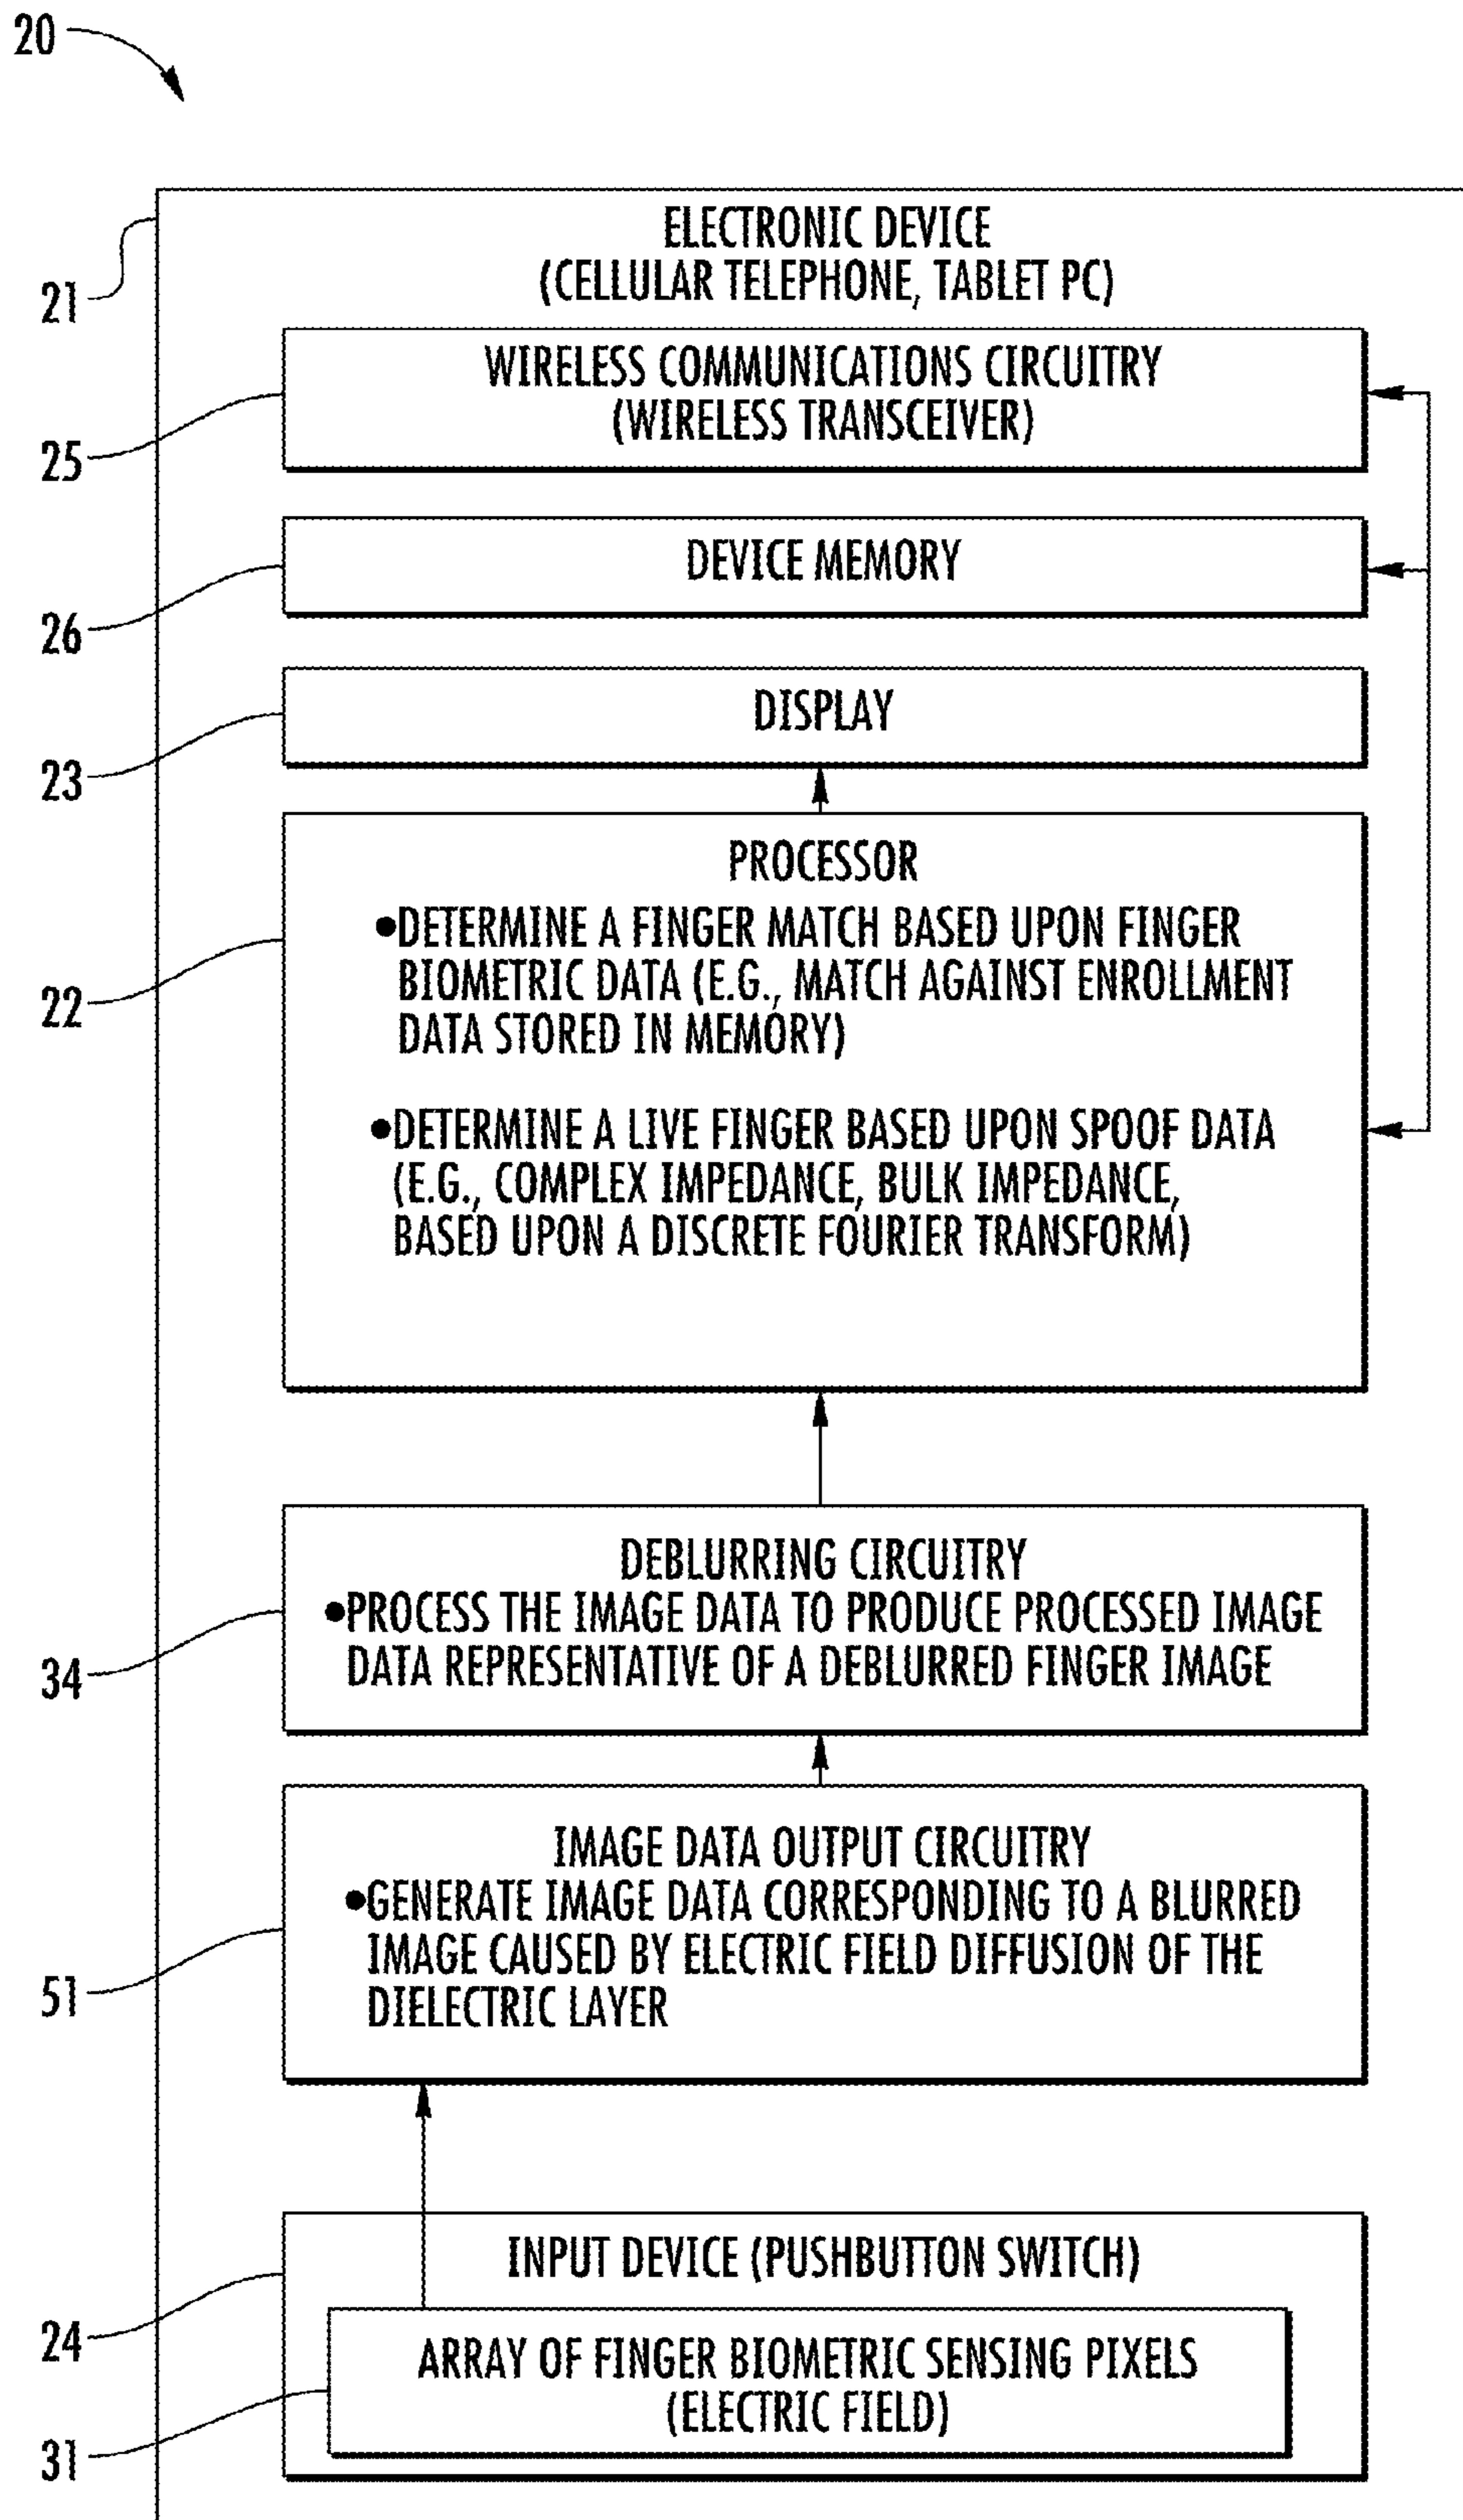 20
21
ELECTRONIC DEVICE
(CELLULAR TELEPHONE, TABLET PC)
25
WIRELESS COMMUNICATIONS CIRCUITRY
(WIRELESS TRANSCEIVER)
26
DEVICE MEMORY
23
DISPLAY
22
PROCESSOR
•DETERMINE A FINGER MATCH BASED UPON FINGER
BIOMETRIC DATA (E.G., MATCH AGAINST ENROLLMENT
DATA STORED IN MEMORY)
•DETERMINE A LIVE FINGER BASED UPON SPOOF DATA
(E.G., COMPLEX IMPEDANCE, BULK IMPEDANCE,
BASED UPON A DISCRETE FOURIER TRANSFORM)
34
DEBLURRING CIRCUITRY
•PROCESS THE IMAGE DATA TO PRODUCE PROCESSED IMAGE
DATA REPRESENTATIVE OF A DEBLURRED FINGER IMAGE
51
IMAGE DATA OUTPUT CIRCUITRY
•GENERATE IMAGE DATA CORRESPONDING TO A BLURRED
IMAGE CAUSED BY ELECTRIC FIELD DIFFUSION OF THE
DIELECTRIC LAYER
24
INPUT DEVICE (PUSHBUTTON SWITCH)
31
ARRAY OF FINGER BIOMETRIC SENSING PIXELS
(ELECTRIC FIELD)